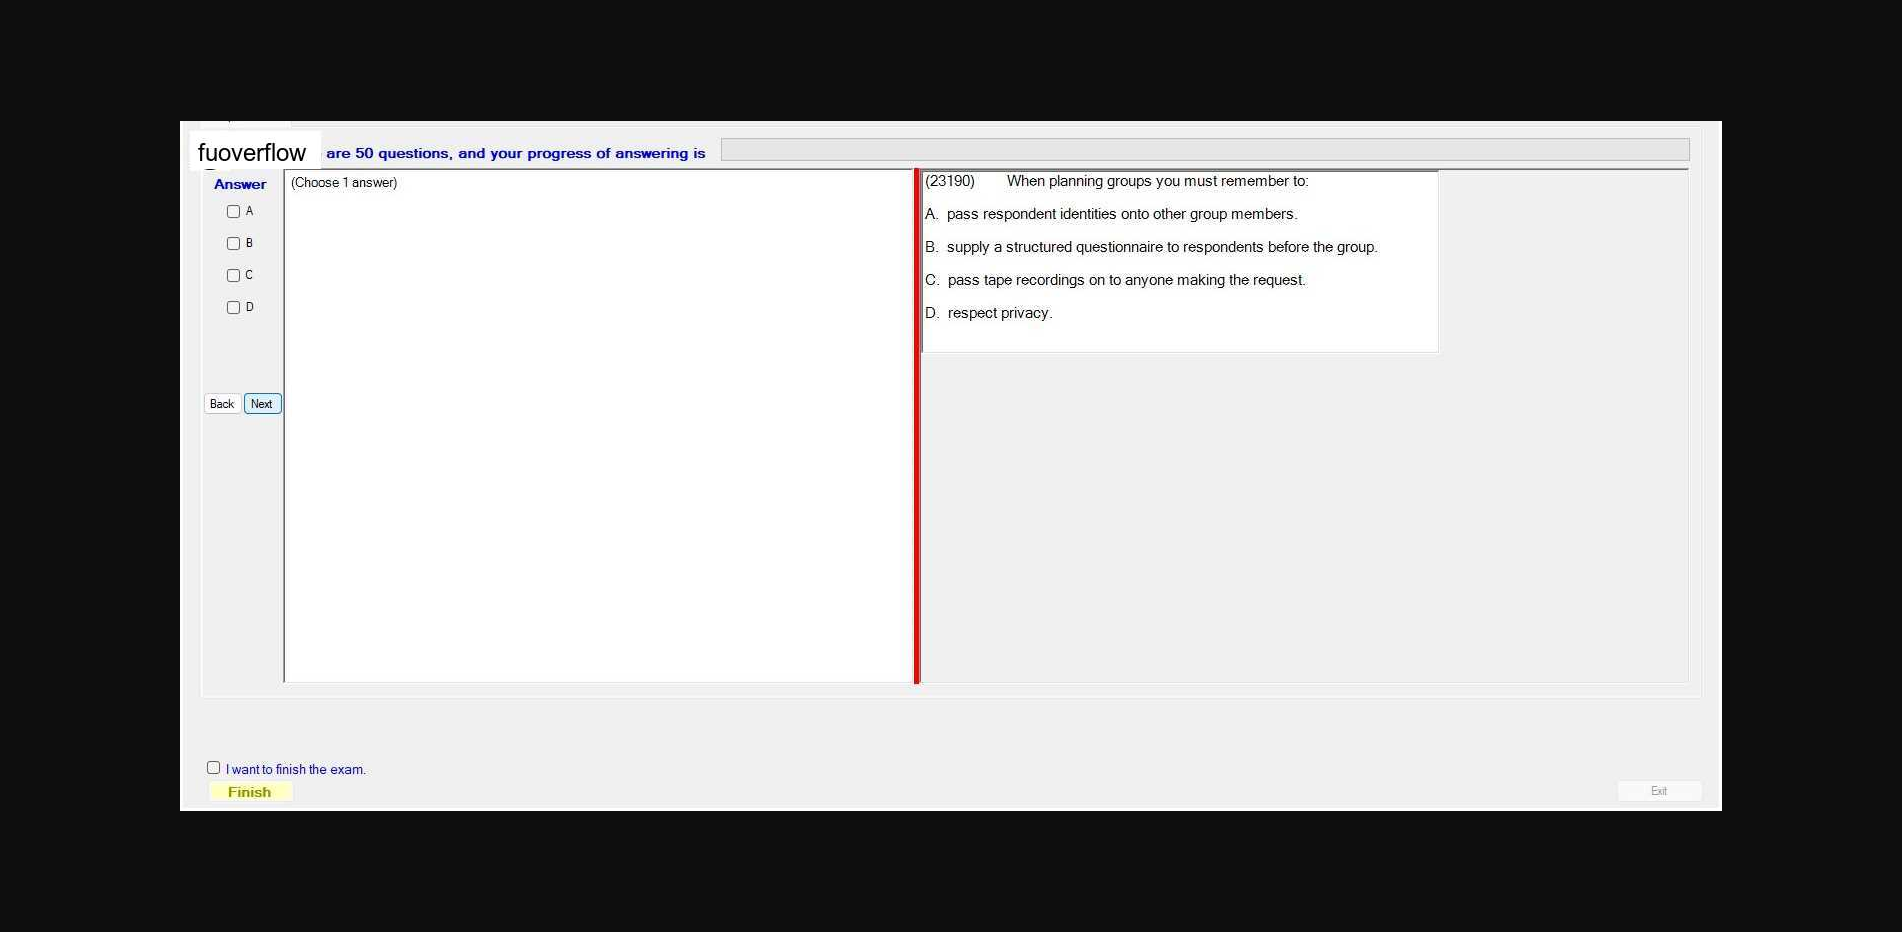 fuoverflow are 50 questions, and your progress of answering is
Answer
A
B
C
D
Back Next
(Choose 1 answer)
(23190) When planning groups you must remember to:
A. pass respondent identities onto other group members.
B. supply a structured questionnaire to respondents before the group.
C. pass tape recordings on to anyone making the request.
D. respect privacy.
I want to finish the exam.
Finish
Exit